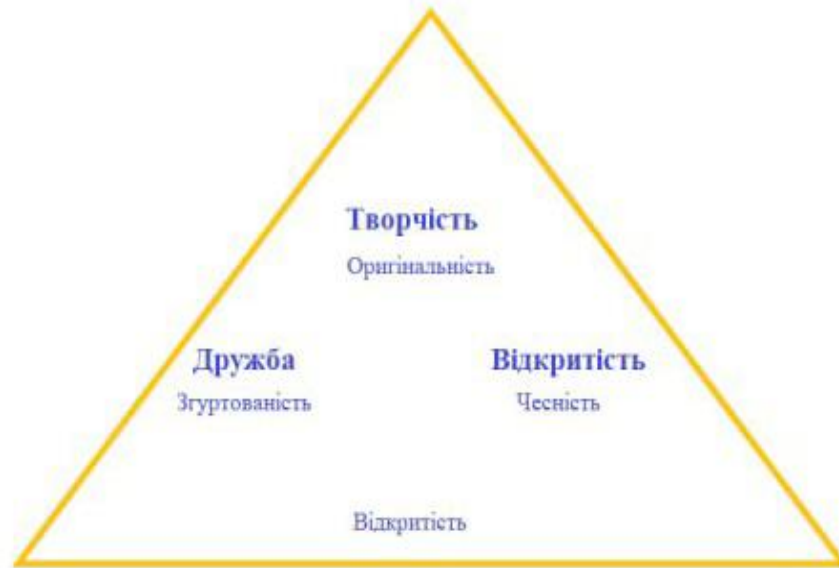 Творчість
Оригінальність
Дружба
Відкритість
Згуртованість
Чесність
Відкритість